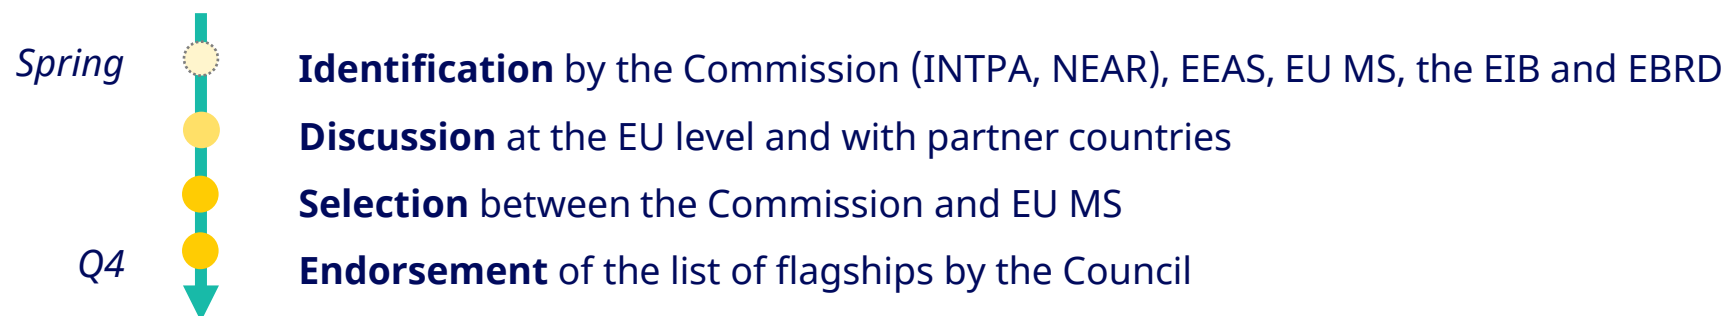 Spring
Identification by the Commission (INTPA, NEAR), EEAS, EU MS, the EIB and EBRD
Discussion at the EU level and with partner countries
Selection between the Commission and EU MS
Q4
Endorsement of the list of flagships by the Council